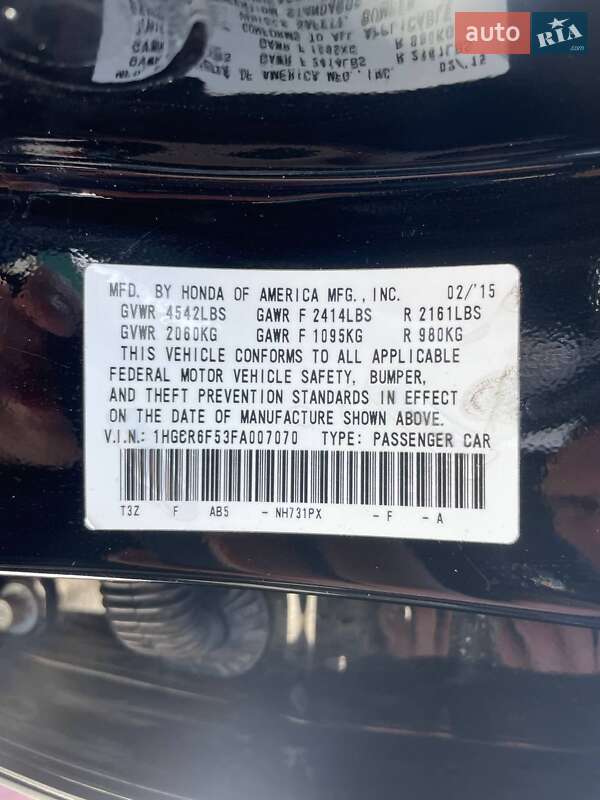 auto RIA.com
MFD. BY HONDA OF AMERICA MFG., INC. 02/'15
GVWR 4542LBS GAWR F 2414LBS R 2161LBS
GVWR 2060KG GAWR F 1095KG R 980KG
THIS VEHICLE CONFORMS TO ALL APPLICABLE
FEDERAL MOTOR VEHICLE SAFETY, BUMPER,
AND THEFT PREVENTION STANDARDS IN EFFECT
ON THE DATE OF MANUFACTURE SHOWN ABOVE.
V.I.N.: 1HGCR6F53FA007070 TYPE: PASSENGER CAR
T3Z F AB5 - NH731PX - F - A